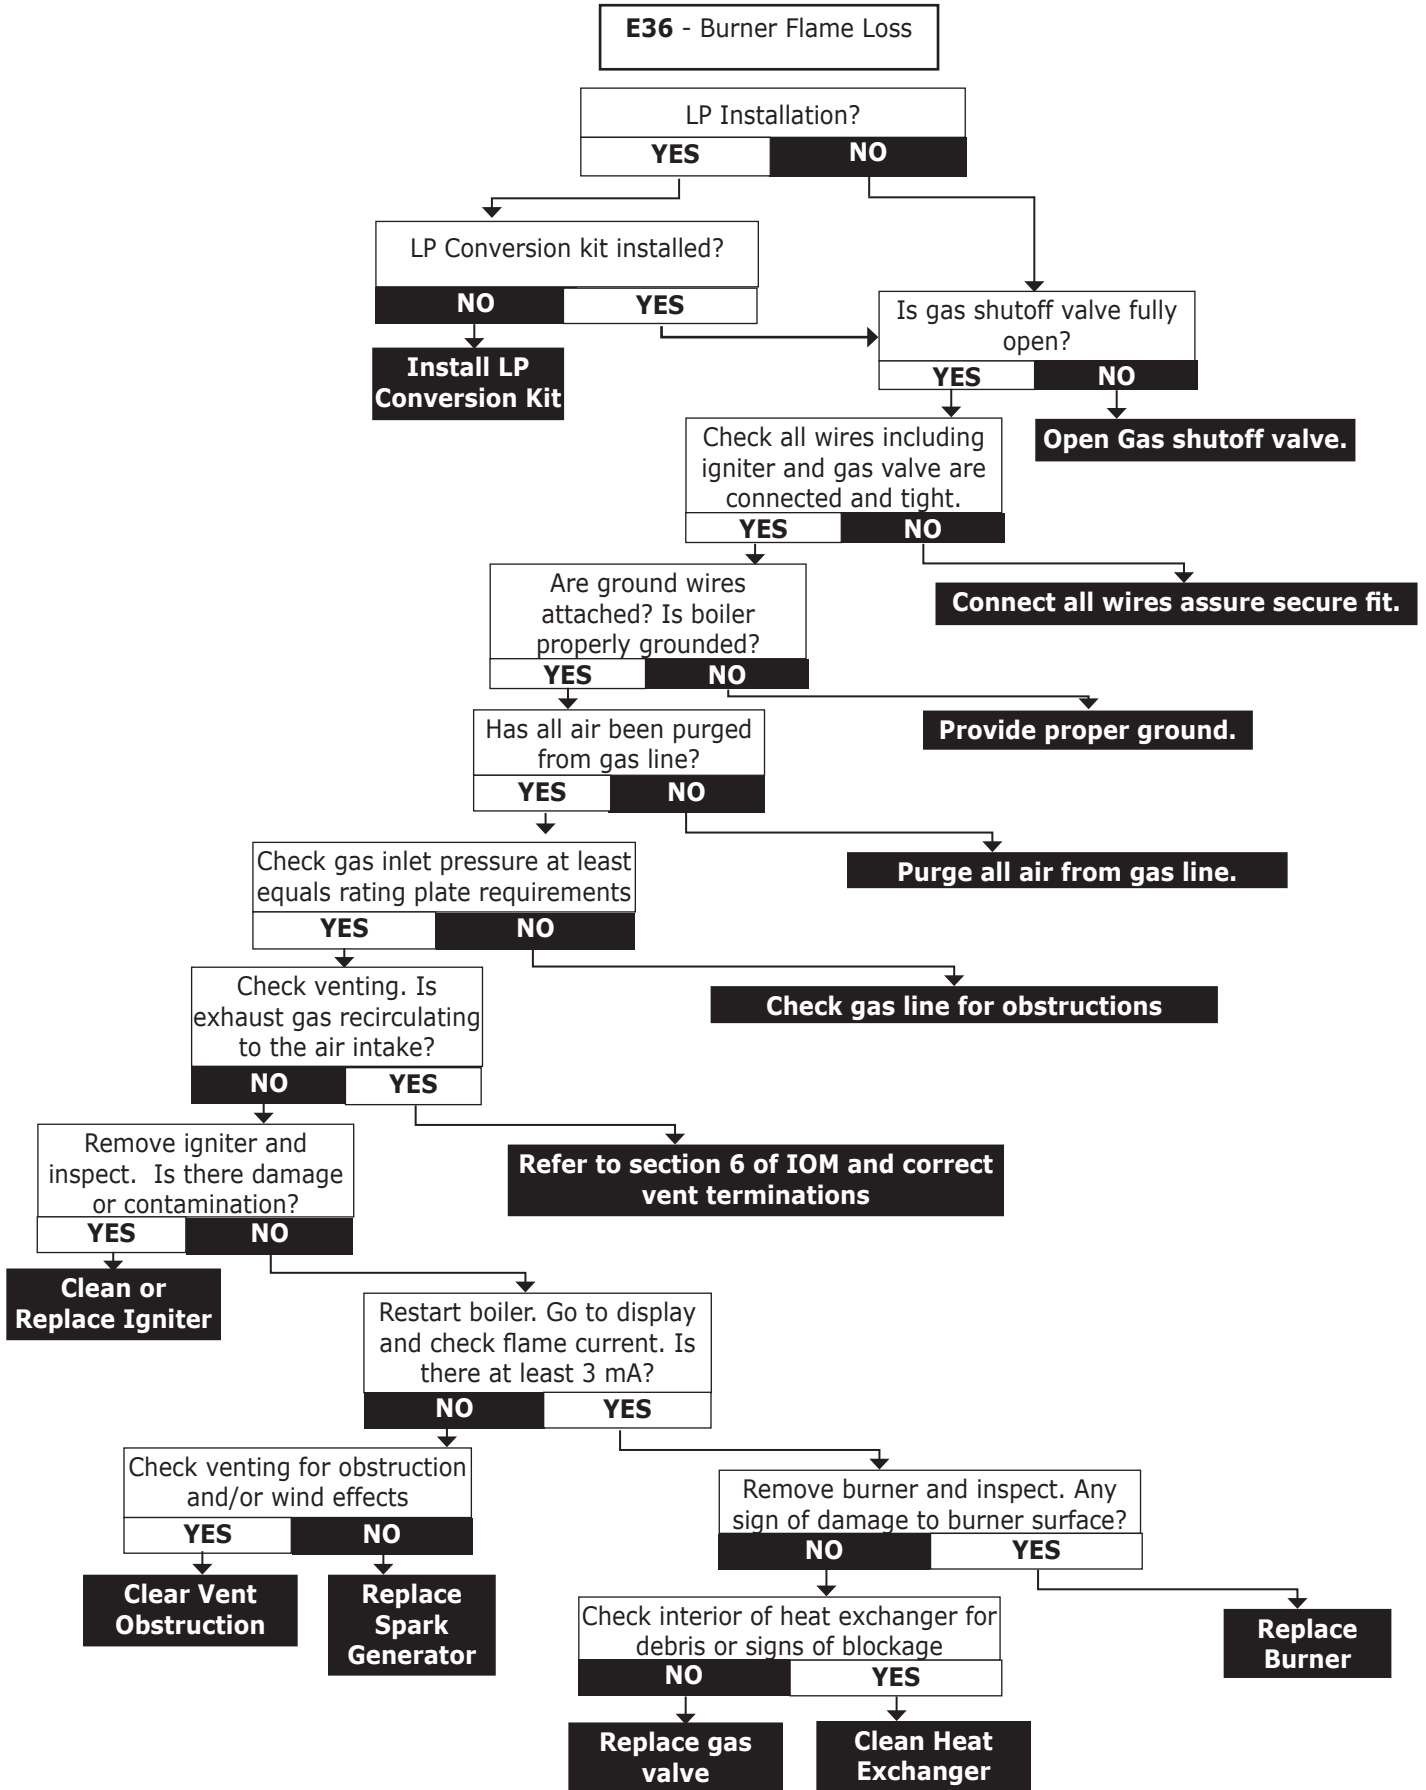 E36 - Burner Flame Loss
LP Installation?
YES
NO
LP Conversion kit installed?
NO
YES
Install LP
Conversion Kit
Is gas shutoff valve fully
open?
YES
NO
Open Gas shutoff valve.
Check all wires including
igniter and gas valve are
connected and tight.
YES
NO
Connect all wires assure secure fit.
Are ground wires
attached? Is boiler
properly grounded?
YES
NO
Provide proper ground.
Has all air been purged
from gas line?
YES
NO
Purge all air from gas line.
Check gas inlet pressure at least
equals rating plate requirements
YES
NO
Check gas line for obstructions
Check venting. Is
exhaust gas recirculating
to the air intake?
NO
YES
Refer to section 6 of IOM and correct
vent terminations
Remove igniter and
inspect.  Is there damage
or contamination?
YES
NO
Clean or
Replace Igniter
Restart boiler. Go to display
and check flame current. Is
there at least 3 mA?
NO
YES
Check venting for obstruction
and/or wind effects
YES
NO
Clear Vent
Obstruction
Replace
Spark
Generator
Remove burner and inspect. Any
sign of damage to burner surface?
NO
YES
Replace
Burner
Check interior of heat exchanger for
debris or signs of blockage
NO
YES
Replace gas
valve
Clean Heat
Exchanger